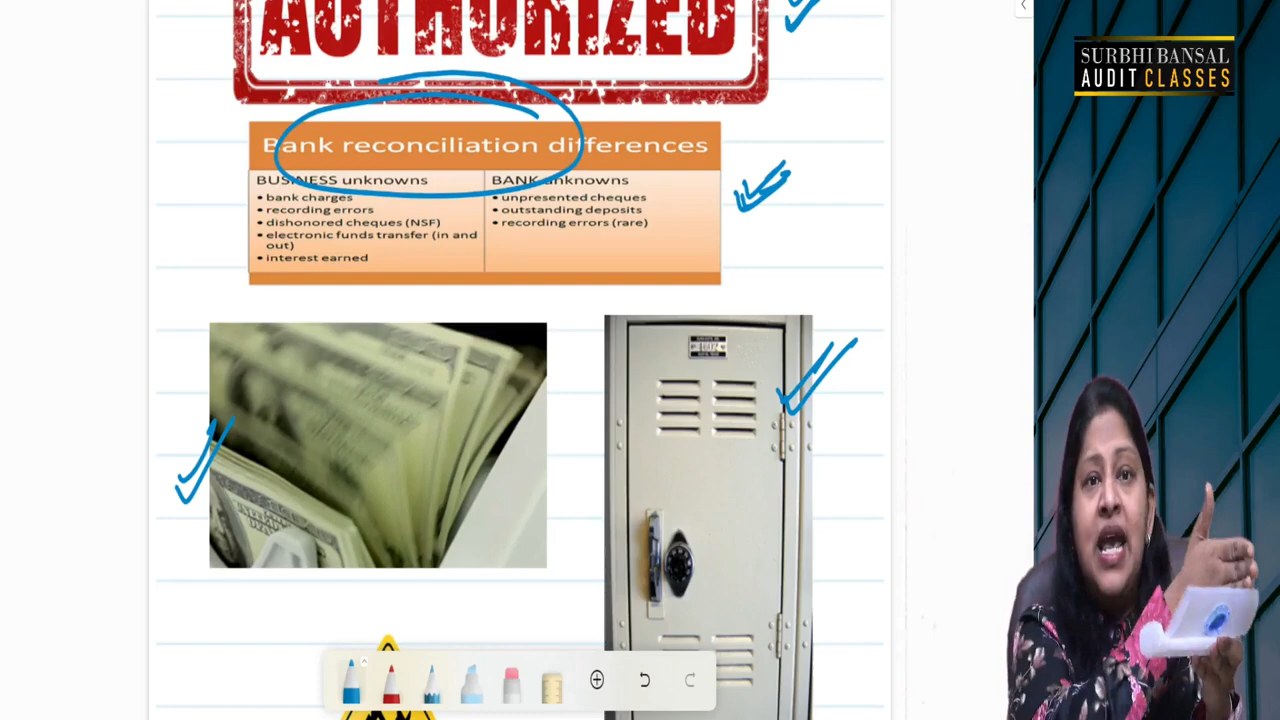 AUTHORIZED
SURBHI BANSAL
AUDIT CLASSES
Bank reconciliation differences
BUSINESS unknowns
• bank charges
• recording errors
• dishonored cheques (NSF)
• electronic funds transfer (in and
out)
• interest earned
BANK unknowns
• unpresented cheques
• outstanding deposits
• recording errors (rare)